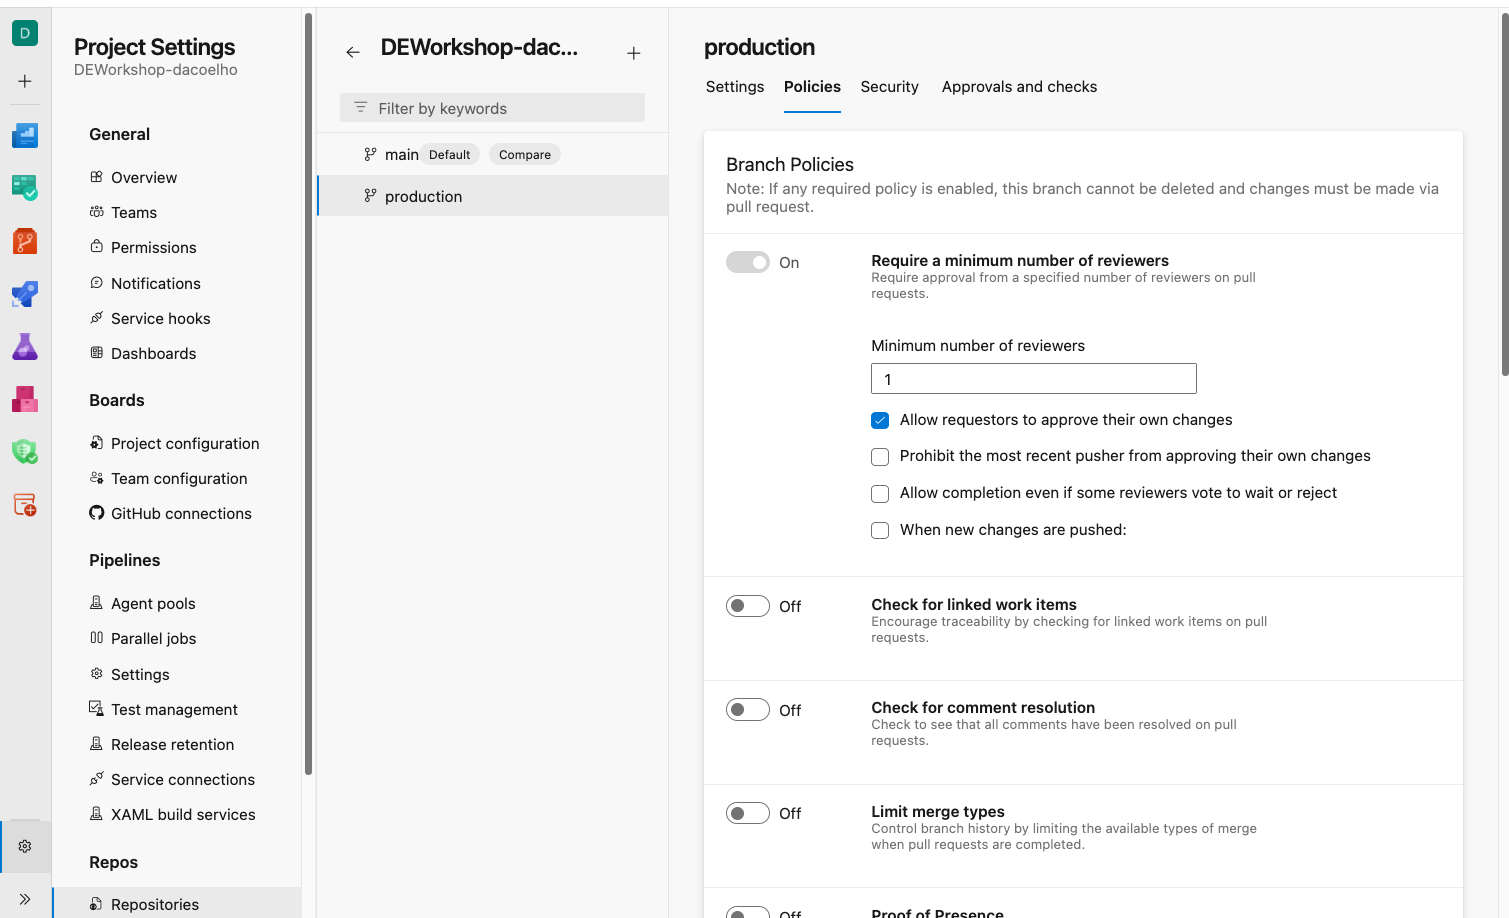 D
Project Settings
DEWorkshop-dacoelho
General
Overview
Teams
Permissions
Notifications
Service hooks
Dashboards
Boards
Project configuration
Team configuration
GitHub connections
Pipelines
Agent pools
Parallel jobs
Settings
Test management
Release retention
Service connections
XAML build services
Repos
Repositories
DEWorkshop-dac...
Filter by keywords
main Default Compare
production
production
Settings Policies Security Approvals and checks
Branch Policies
Note: If any required policy is enabled, this branch cannot be deleted and changes must be made via
pull request.
On
Require a minimum number of reviewers
Require approval from a specified number of reviewers on pull
requests.
Minimum number of reviewers
1
Allow requestors to approve their own changes
Prohibit the most recent pusher from approving their own changes
Allow completion even if some reviewers vote to wait or reject
When new changes are pushed:
Off
Check for linked work items
Encourage traceability by checking for linked work items on pull
requests.
Off
Check for comment resolution
Check to see that all comments have been resolved on pull
requests.
Off
Limit merge types
Control branch history by limiting the available types of merge
when pull requests are completed.
Off
Proof of Presence